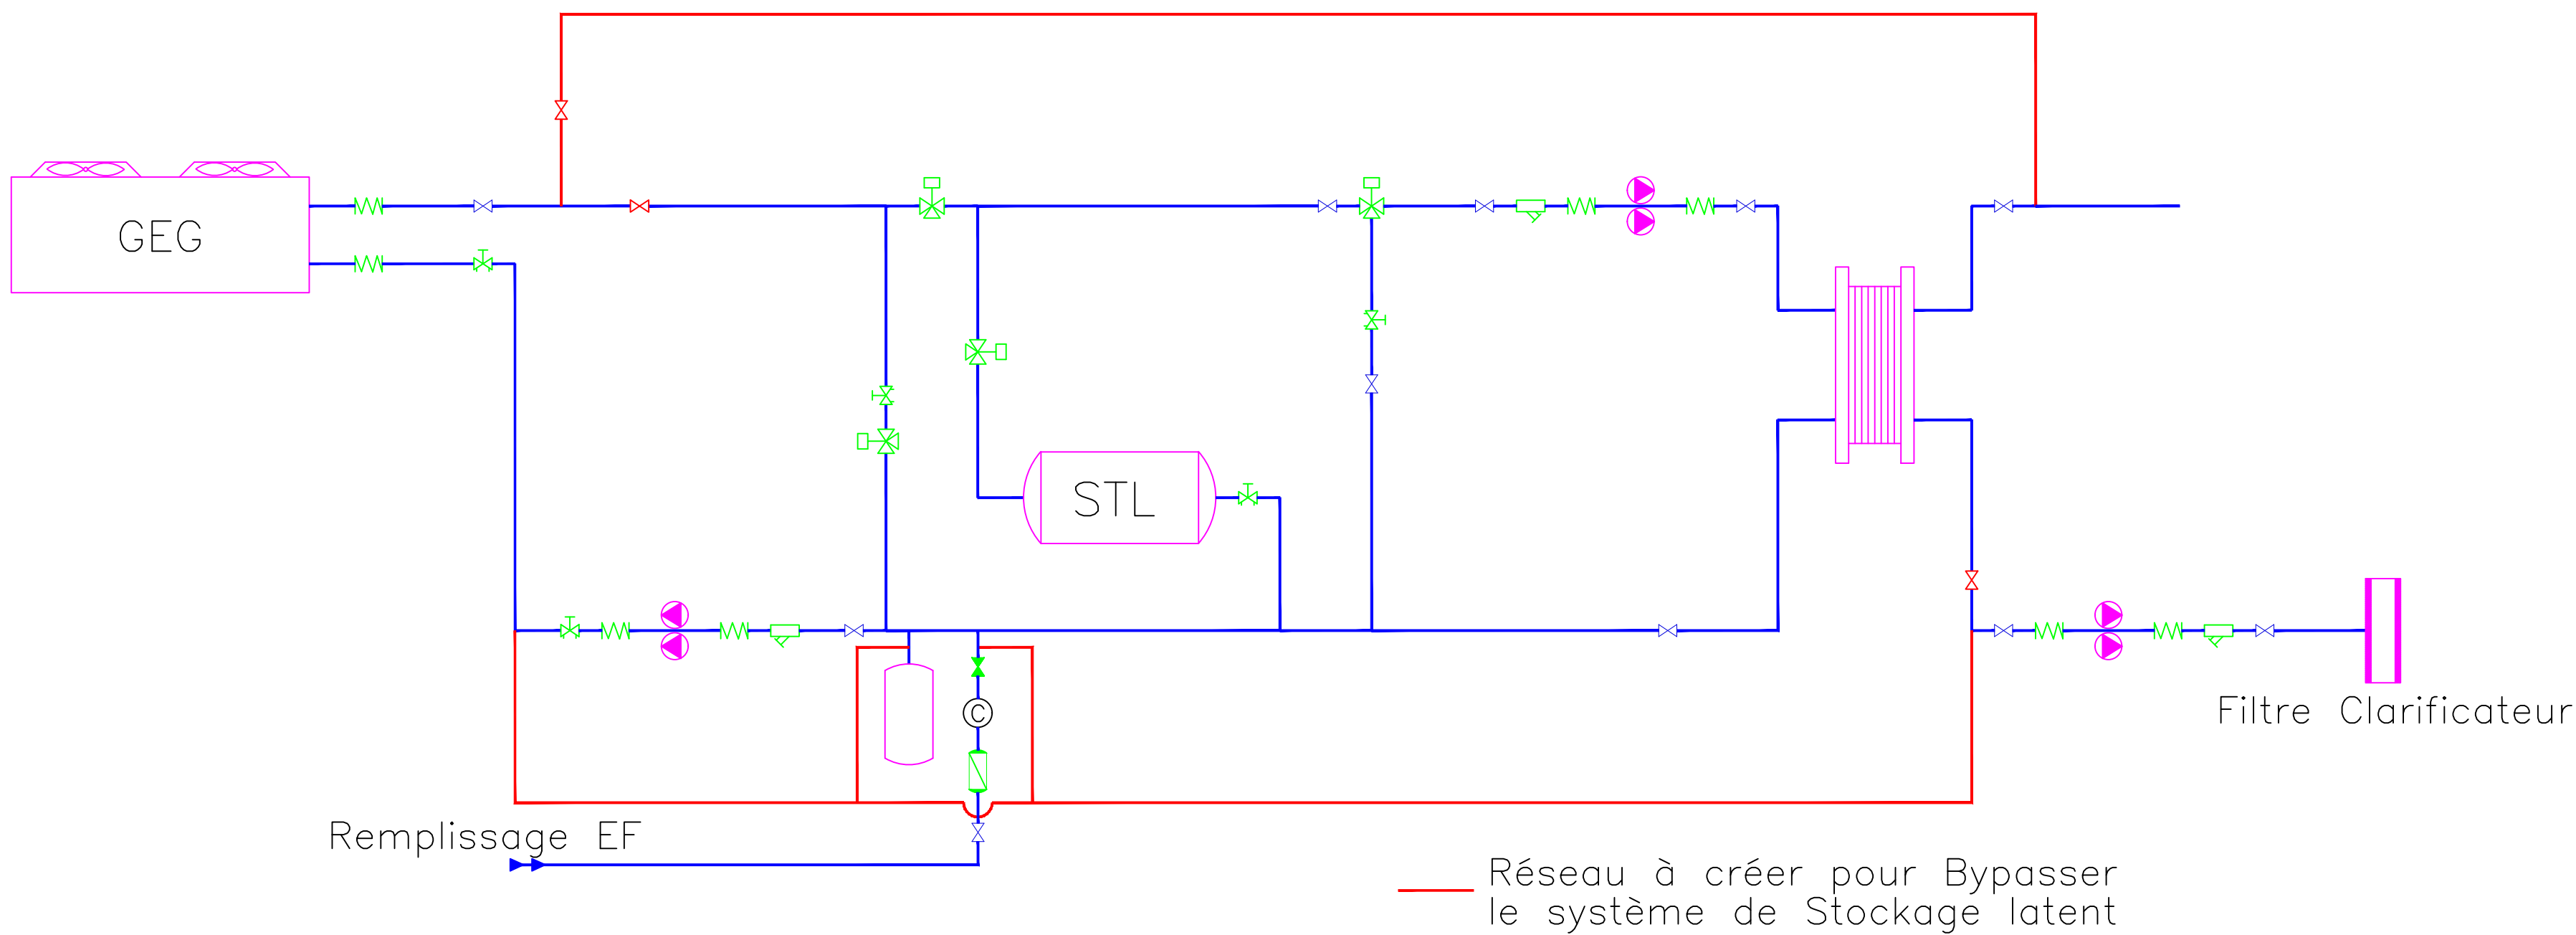 GEG
STL
C
Filtre Clarificateur
Remplissage EF
Réseau à créer pour Bypasser
le système de Stockage latent